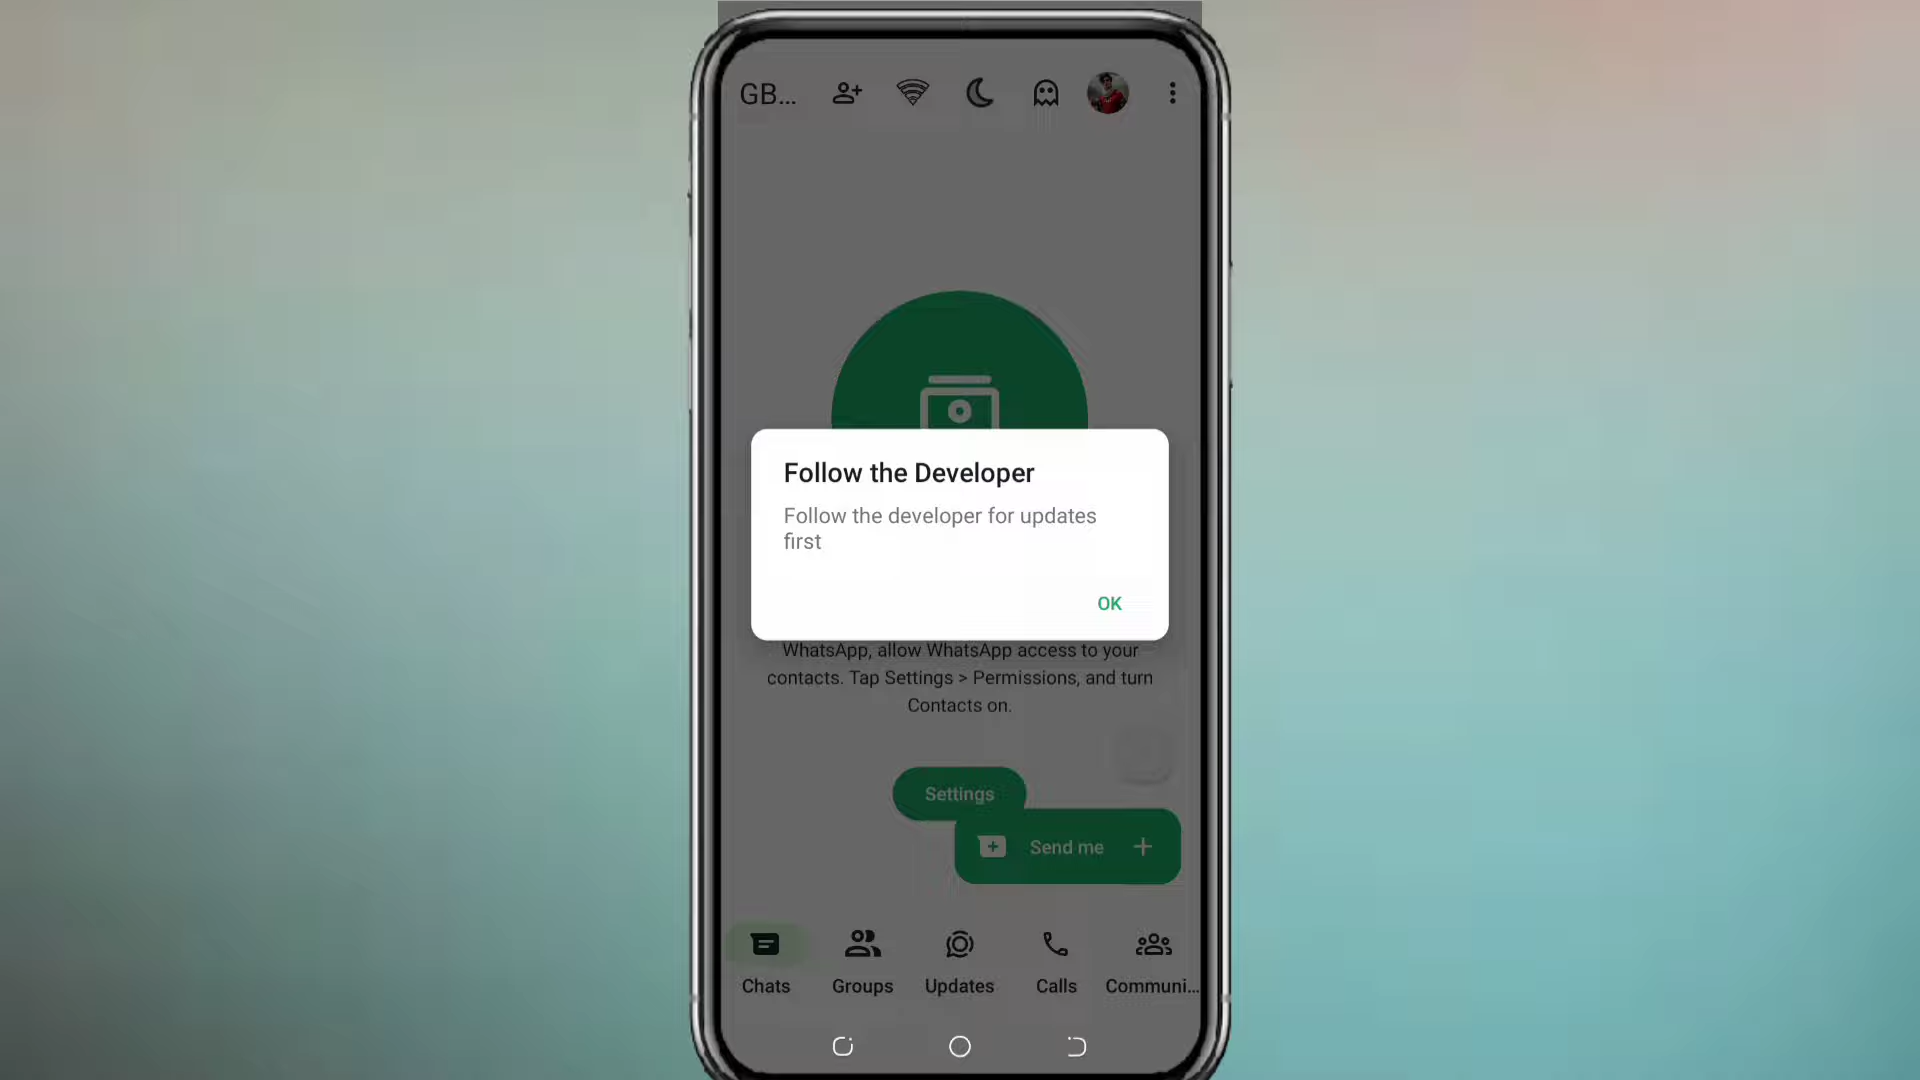 GB...
Follow the Developer
Follow the developer for updates
first
OK
WhatsApp, allow WhatsApp access to your
contacts. Tap Settings > Permissions, and turn
Contacts on.
Settings
Send me
Chats
Groups
Updates
Calls
Communi...